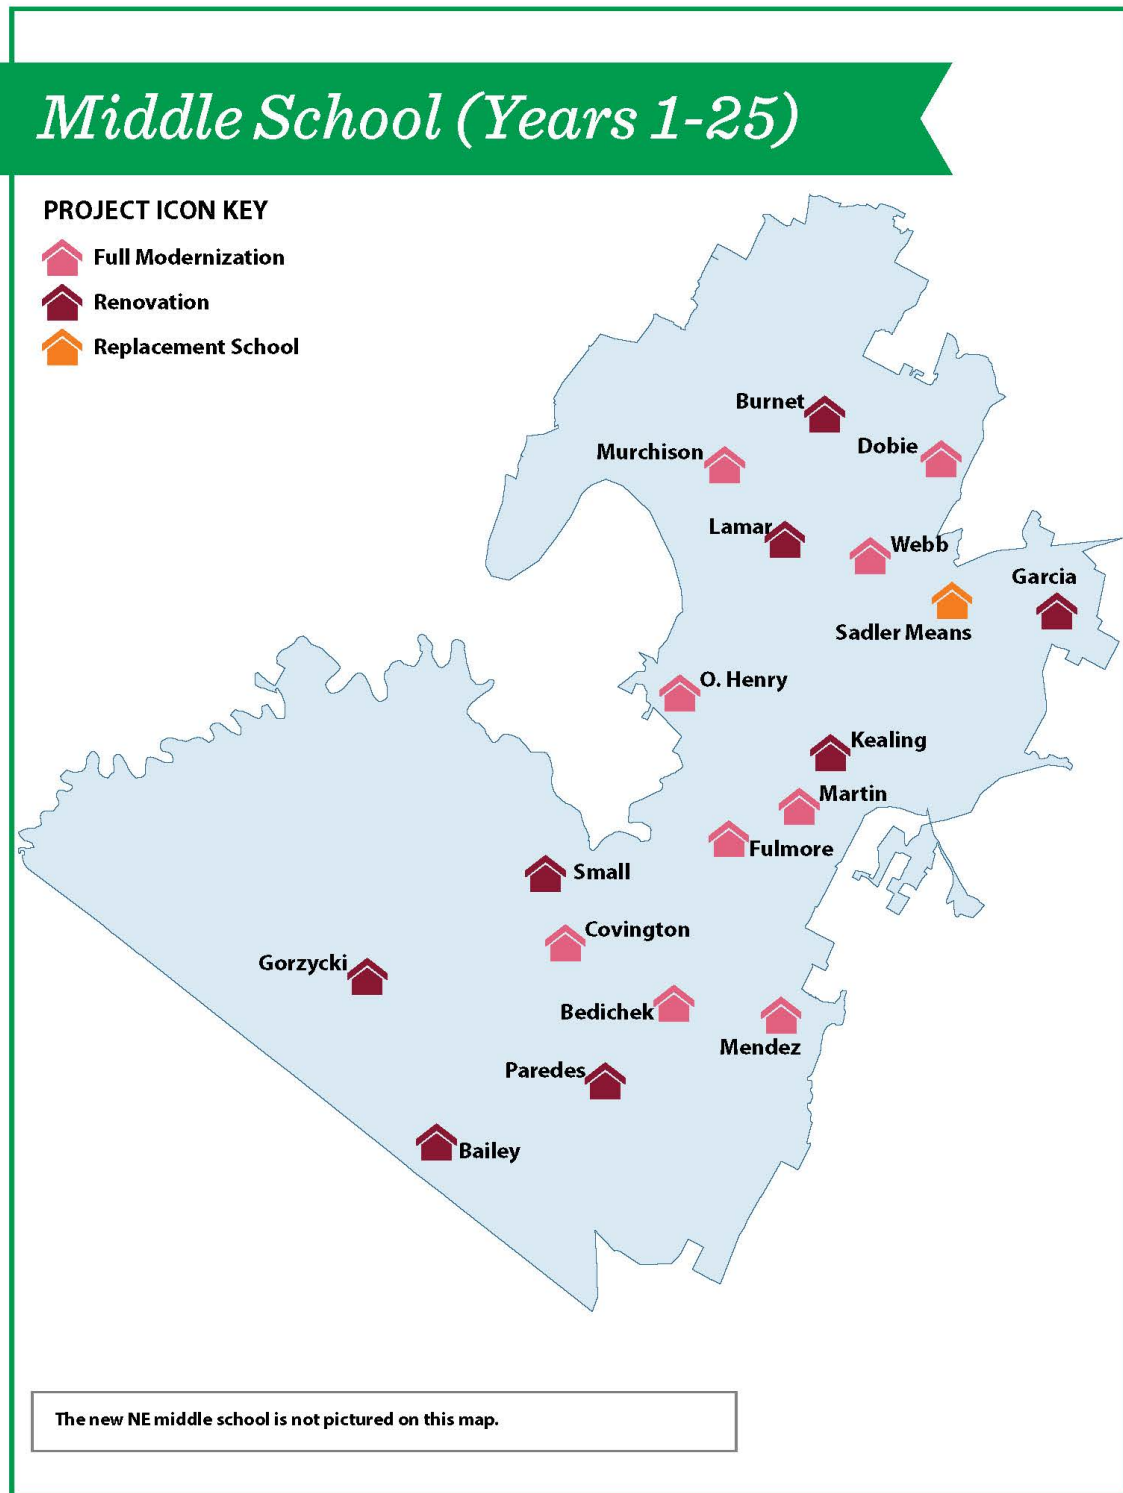 Middle School (Years 1-25)
PROJECT ICON KEY
Full Modernization
Renovation
Replacement School
Burnet
Dobie
Murchison
Lamar
Webb
Garcia
Sadler Means
O. Henry
Kealing
Martin
Fulmore
Small
Covington
Gorzycki
Bedichek
Mendez
Paredes
Bailey
The new NE middle school is not pictured on this map.